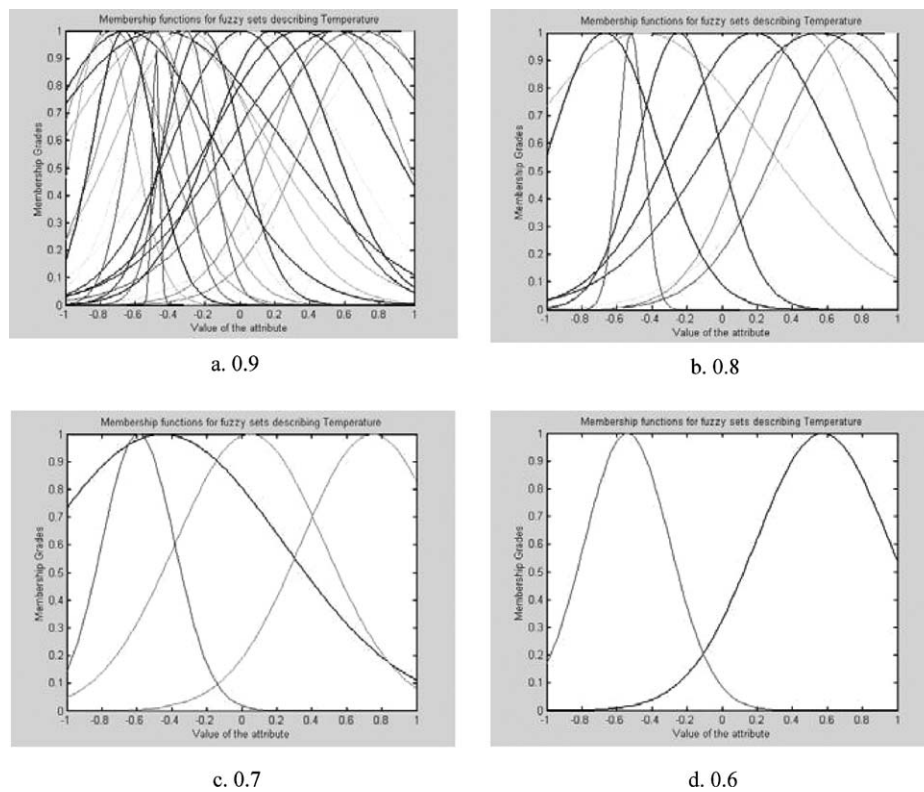 Membership functions for fuzzy sets describing Temperature
Membership Grades
1
0.9
0.8
0.7
0.6
0.5
0.4
0.3
0.2
0.1
0
-1 -0.8 -0.6 -0.4 -0.2 0 0.2 0.4 0.6 0.8 1
Value of the attribute
a. 0.9
Membership functions for fuzzy sets describing Temperature
Membership Grades
1
0.9
0.8
0.7
0.6
0.5
0.4
0.3
0.2
0.1
0
-1 -0.8 -0.6 -0.4 -0.2 0 0.2 0.4 0.6 0.8 1
Value of the attribute
b. 0.8
Membership functions for fuzzy sets describing Temperature
Membership Grades
1
0.9
0.8
0.7
0.6
0.5
0.4
0.3
0.2
0.1
0
-1 -0.8 -0.6 -0.4 -0.2 0 0.2 0.4 0.6 0.8 1
Value of the attribute
c. 0.7
Membership functions for fuzzy sets describing Temperature
Membership Grades
1
0.9
0.8
0.7
0.6
0.5
0.4
0.3
0.2
0.1
0
-1 -0.8 -0.6 -0.4 -0.2 0 0.2 0.4 0.6 0.8 1
Value of the attribute
d. 0.6